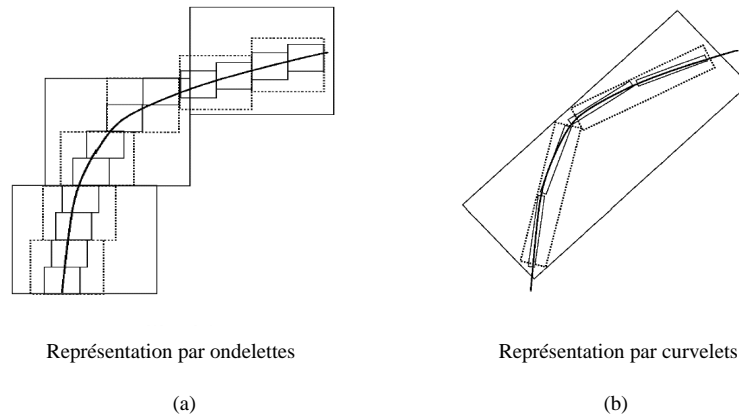 Représentation par ondelettes
Représentation par curvelets
(a)
(b)